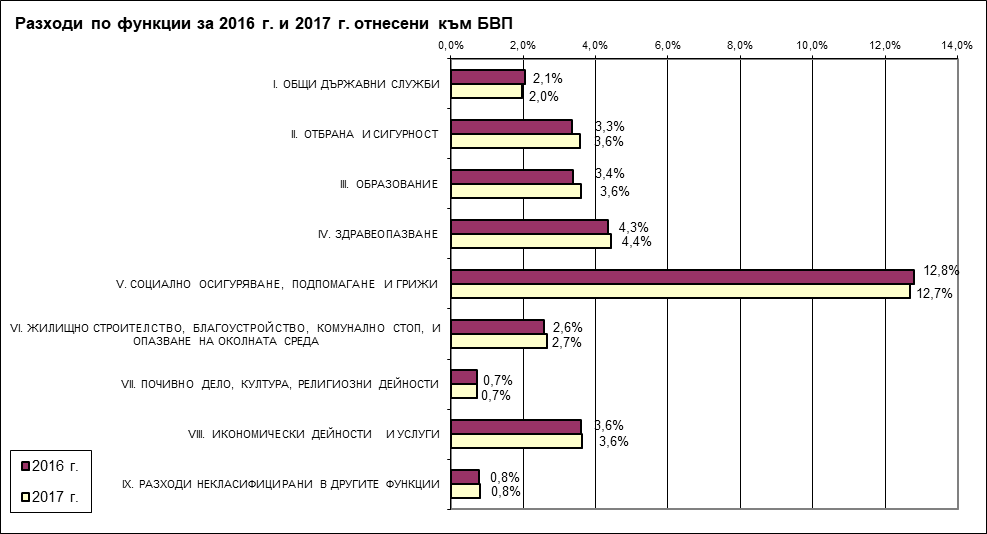 Разходи по функции за 2016 г. и 2017 г. отнесени към БВП
0,0% 2,0% 4,0% 6,0% 8,0% 10,0% 12,0% 14,0%
I. ОБЩИ ДЪРЖАВНИ СЛУЖБИ
2,1%
2,0%
II. ОТБРАНА И СИГУРНОСТ
3,3%
3,6%
III. ОБРАЗОВАНИЕ
3,4%
3,6%
IV. ЗДРАВЕОПАЗВАНЕ
4,3%
4,4%
V. СОЦИАЛНО ОСИГУРЯВАНЕ, ПОДПОМАГАНЕ И ГРИЖИ
12,8%
12,7%
VI. ЖИЛИЩНО СТРОИТЕЛСТВО, БЛАГОУСТРОЙСТВО, КОМУНАЛНО СТОП, И
ОПАЗВАНЕ НА ОКОЛНАТА СРЕДА
2,6%
2,7%
VII. ПОЧИВНО ДЕЛО, КУЛТУРА, РЕЛИГИОЗНИ ДЕЙНОСТИ
0,7%
0,7%
VIII. ИКОНОМИЧЕСКИ ДЕЙНОСТИ И УСЛУГИ
3,6%
3,6%
IX. РАЗХОДИ НЕКЛАСИФИЦИРАНИ В ДРУГИТЕ ФУНКЦИИ
0,8%
0,8%
2016 г.
2017 г.